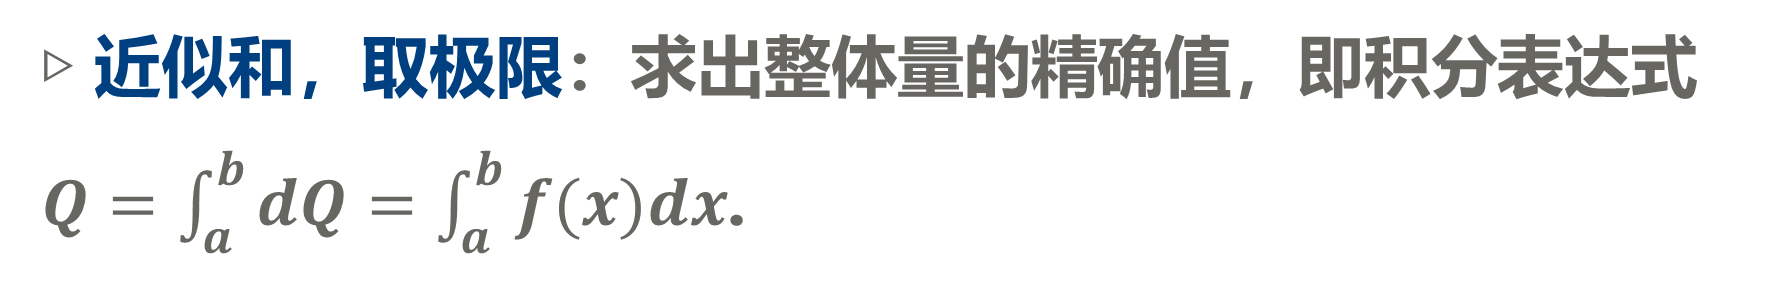 ▷ 近似和，取极限：求出整体量的精确值，即积分表达式
Q = ∫_a^b dQ = ∫_a^b f(x)dx.